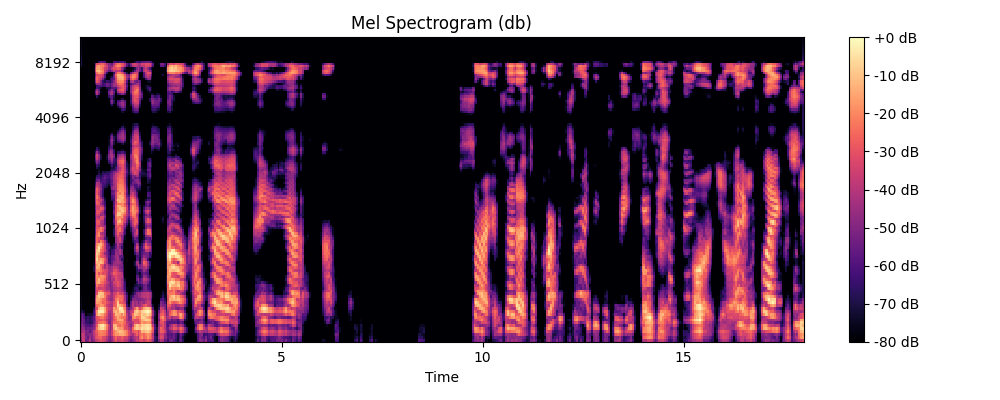 Mel Spectrogram (db)
Hz
8192
4096
2048
1024
512
0
0
5
10
15
Time
+0 dB
-10 dB
-20 dB
-30 dB
-40 dB
-50 dB
-60 dB
-70 dB
-80 dB